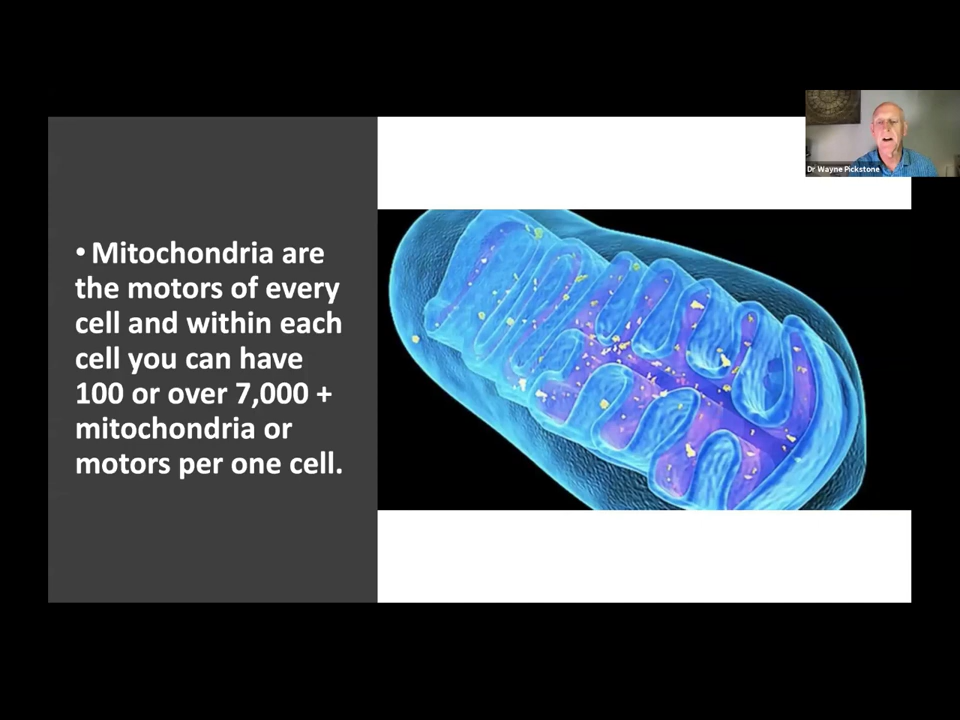 • Mitochondria are
the motors of every
cell and within each
cell you can have
100 or over 7,000 +
mitochondria or
motors per one cell.
Dr Wayne Pickstone